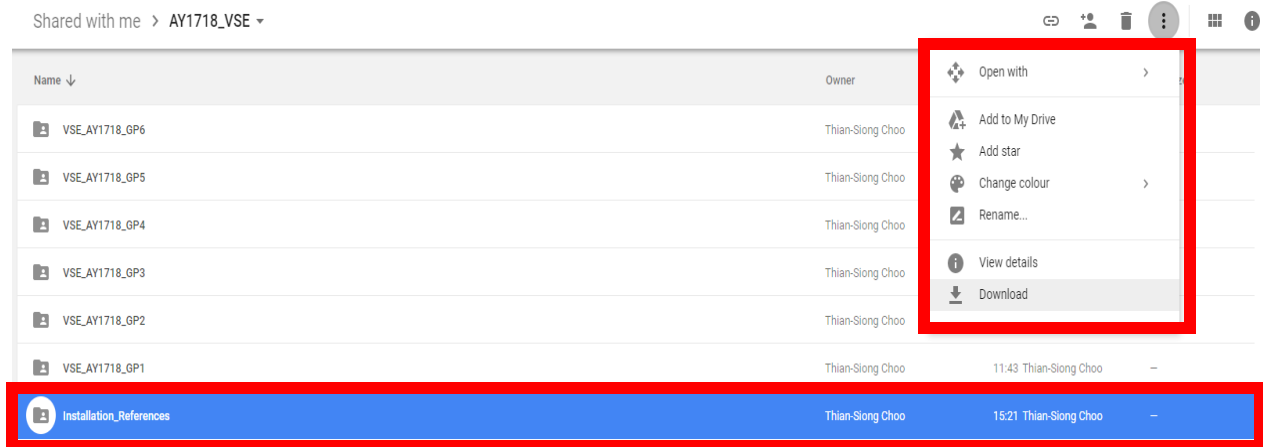 Shared with me > AY1718_VSE
Name Owner
VSE_AY1718_GP6 Thian-Siong Choo
VSE_AY1718_GP5 Thian-Siong Choo
VSE_AY1718_GP4 Thian-Siong Choo
VSE_AY1718_GP3 Thian-Siong Choo
VSE_AY1718_GP2 Thian-Siong Choo
VSE_AY1718_GP1 Thian-Siong Choo 11:43 Thian-Siong Choo –
Installation_References Thian-Siong Choo 15:21 Thian-Siong Choo –
Open with
Add to My Drive
Add star
Change colour
Rename...
View details
Download